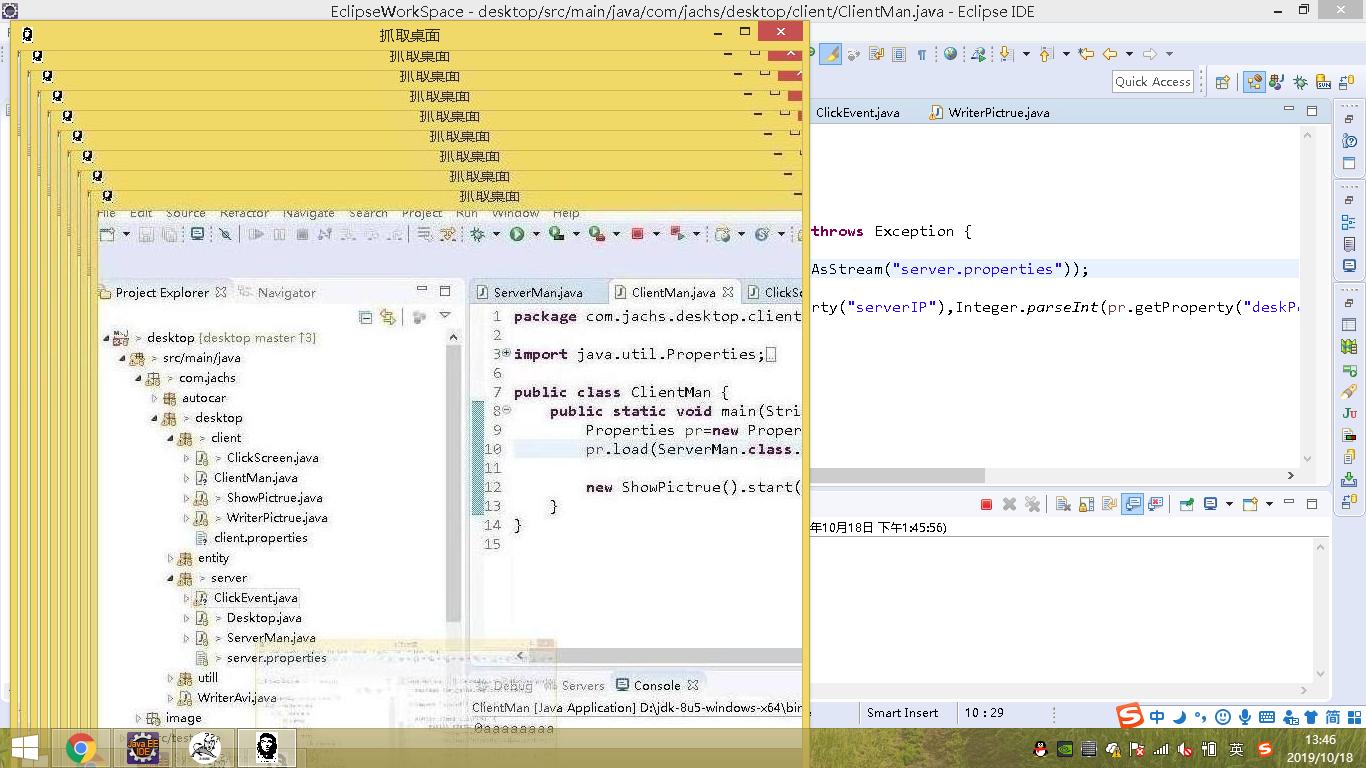 EclipseWorkSpace - desktop/src/main/java/com/jachs/desktop/client/ClientMan.java - Eclipse IDE
抓取桌面
抓取桌面
抓取桌面
抓取桌面
抓取桌面
抓取桌面
抓取桌面
抓取桌面
抓取桌面
Quick Access
ClickEvent.java
WriterPictrue.java
File Edit Source Refactor Navigate Search Project Run Window Help
throws Exception {
AsStream("server.properties"));
rty("serverIP"),Integer.parseInt(pr.getProperty("deskP
Project Explorer
Navigator
ServerMan.java
ClientMan.java
ClickSc
> desktop [desktop master ↑3]
> src/main/java
> com.jachs
autocar
> desktop
> client
> ClickScreen.java
ClientMan.java
> ShowPictrue.java
> WriterPictrue.java
client.properties
entity
> server
ClickEvent.java
> Desktop.java
> ServerMan.java
> server.properties
utill
WriterAvi.java
image
src/test
1 package com.jachs.desktop.client
2
3 import java.util.Properties;
6
7 public class ClientMan {
8 public static void main(Stri
9 Properties pr=new Proper
10 pr.load(ServerMan.class.
11
12 new ShowPictrue().start(
13 }
14 }
15
Debug
Servers
Console
年10月18日 下午1:45:56)
ClientMan [Java Application] D:\jdk-8u5-windows-x64\bin
0aaaaaaaa
Smart Insert
10 : 29
中
简
Java EE
IDE
英
13:46
2019/10/18